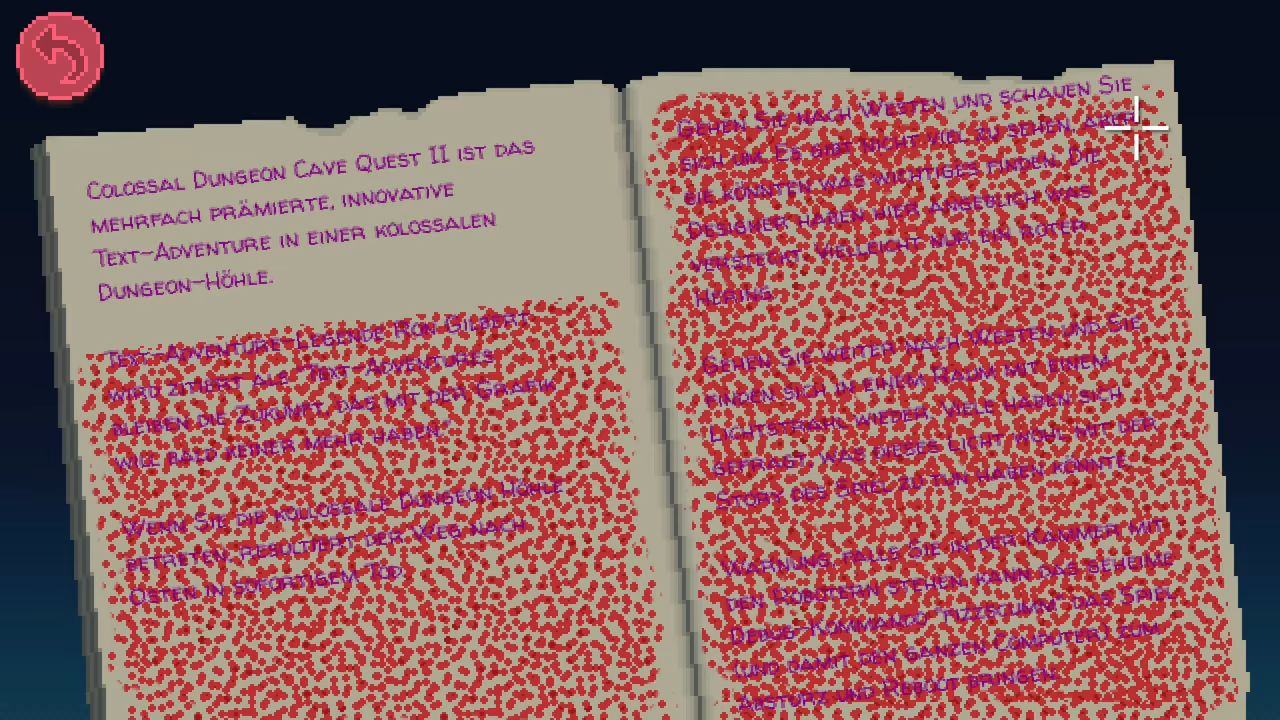 Colossal Dungeon Cave Quest II ist das
mehrfach prämierte, innovative
Text-Adventure in einer kolossalen
Dungeon-Höhle.
Text-Adventure-Legende Ron Gilbert
wird zitiert als "Text-Adventures
bleiben die Zukunft, das mit der Grafik
will bald keiner mehr haben."
Wenn Sie die kollossale Dungeon Höhle
betreten, resultiert der Weg nach
Osten in sofortigem Tod.
Gehen Sie nach Westen und schauen Sie
sich um. Es gibt nicht viel zu sehen, aber
Sie könnten was wichtiges finden. Die
Designer haben hier angeblich was
versteckt. Vielleicht nur ein roter
Hering.
Gehen Sie weiter nach Westen und Sie
finden sich in einem Raum mit einem
Lichtstrahl wieder. Viele haben sich
gefragt, was dieses Licht wohl mit der
Story des Spiel zu tun haben könnte.
Warnung, falls Sie in der Kammer mit
den Robotern stehen, kann das geheime
Debug-Kommando "fizzegumm" das Spiel
(und damit den ganzen Computer) zum
Absturz und Reboot bringen.